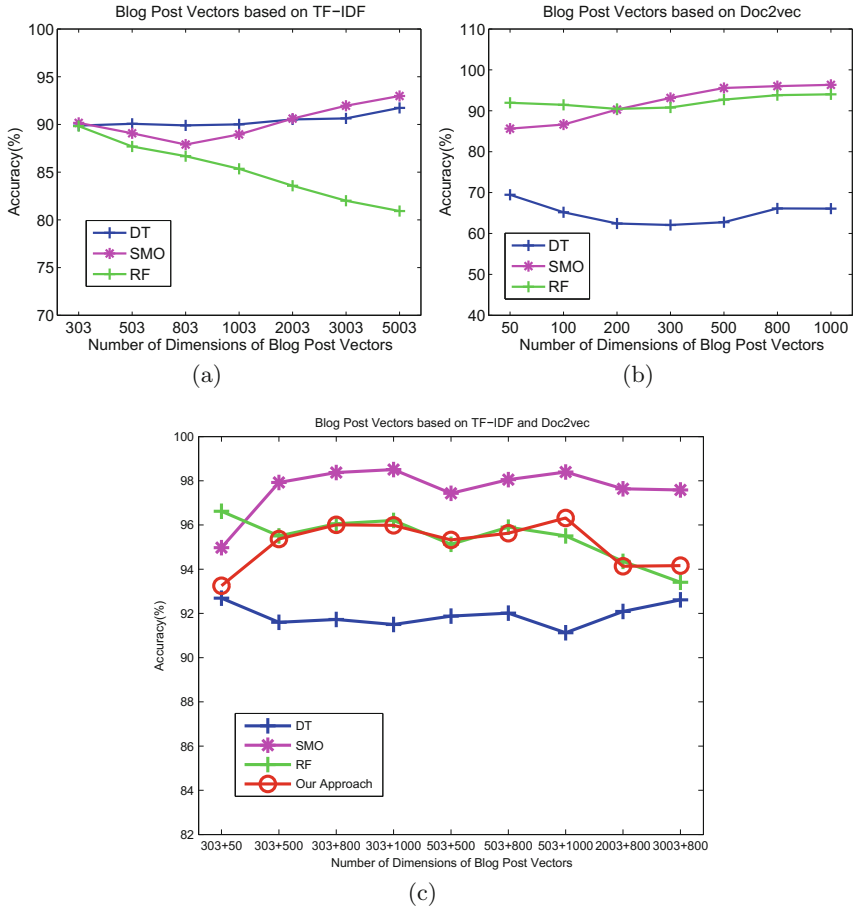 Blog Post Vectors based on TF−IDF
100
95
90
85
80
75
70
Accuracy(%)
DT
SMO
RF
303 503 803 1003 2003 3003 5003
Number of Dimensions of Blog Post Vectors
(a)
Blog Post Vectors based on Doc2vec
110
100
90
80
70
60
50
40
Accuracy(%)
DT
SMO
RF
50 100 200 300 500 800 1000
Number of Dimensions of Blog Post Vectors
(b)
Blog Post Vectors based on TF−IDF and Doc2vec
100
98
96
94
92
90
88
86
84
82
Accuracy(%)
DT
SMO
RF
Our Approach
303+50 303+500 303+800 303+1000 503+500 503+800 503+1000 2003+800 3003+800
Number of Dimensions of Blog Post Vectors
(c)